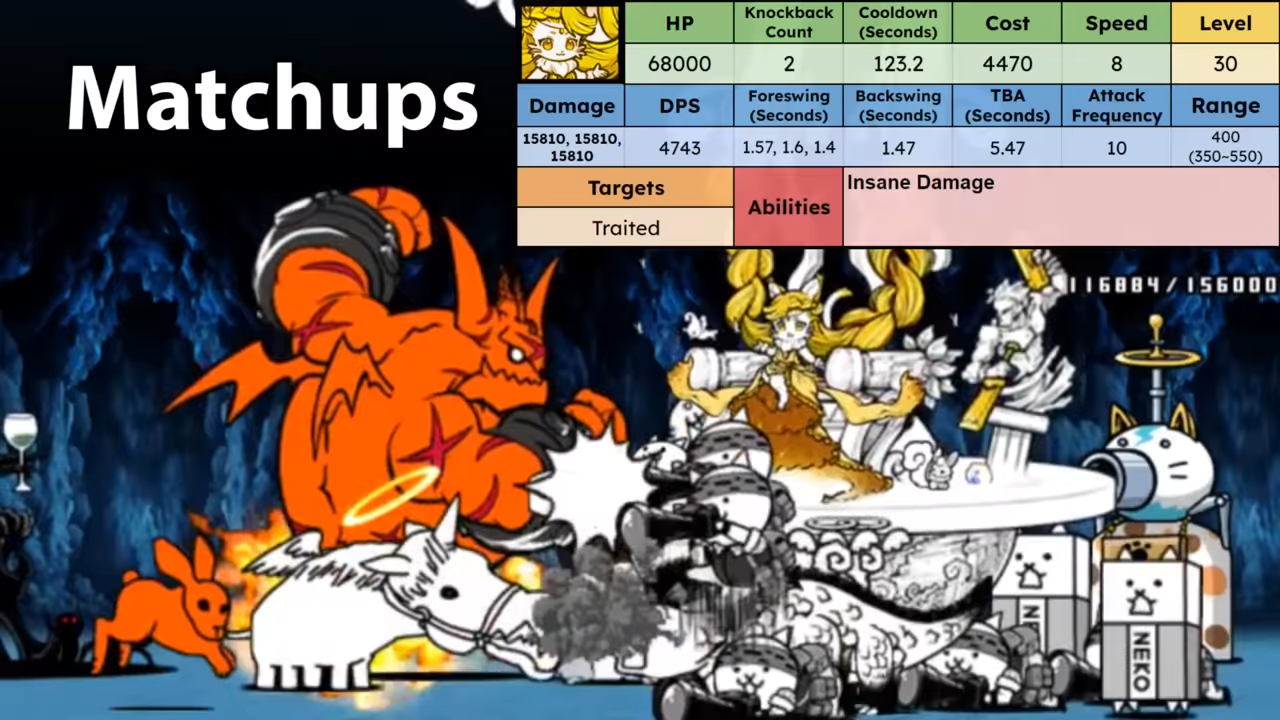 Matchups
HP
Knockback
Count
Cooldown
(Seconds)
Cost
Speed
Level
68000
2
123.2
4470
8
30
Damage
DPS
Foreswing
(Seconds)
Backswing
(Seconds)
TBA
(Seconds)
Attack
Frequency
Range
15810, 15810,
15810
4743
1.57, 1.6, 1.4
1.47
5.47
10
400
(350~550)
Targets
Abilities
Insane Damage
Traited
116884/156000
NEKO
NE